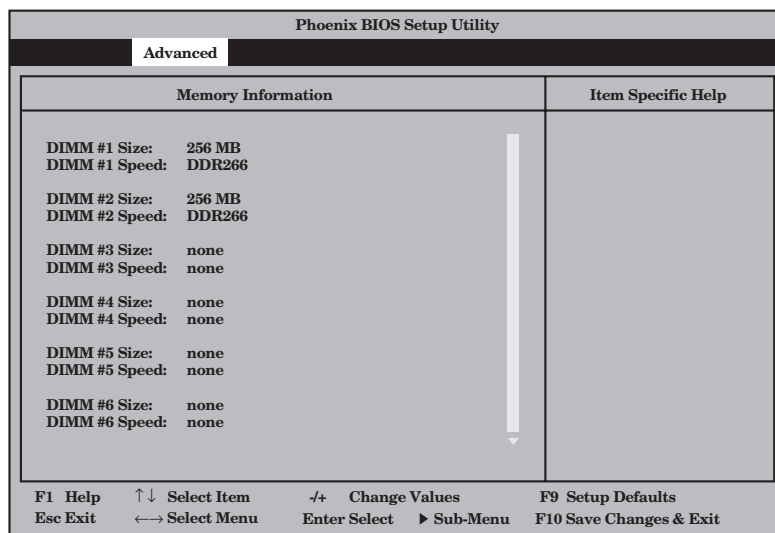 Phoenix BIOS Setup Utility
Advanced
Memory Information
Item Specific Help
DIMM #1 Size: 256 MB
DIMM #1 Speed: DDR266
DIMM #2 Size: 256 MB
DIMM #2 Speed: DDR266
DIMM #3 Size: none
DIMM #3 Speed: none
DIMM #4 Size: none
DIMM #4 Speed: none
DIMM #5 Size: none
DIMM #5 Speed: none
DIMM #6 Size: none
DIMM #6 Speed: none
F1 Help ↑↓ Select Item -/+ Change Values F9 Setup Defaults
Esc Exit ←→ Select Menu Enter Select ▶ Sub-Menu F10 Save Changes & Exit